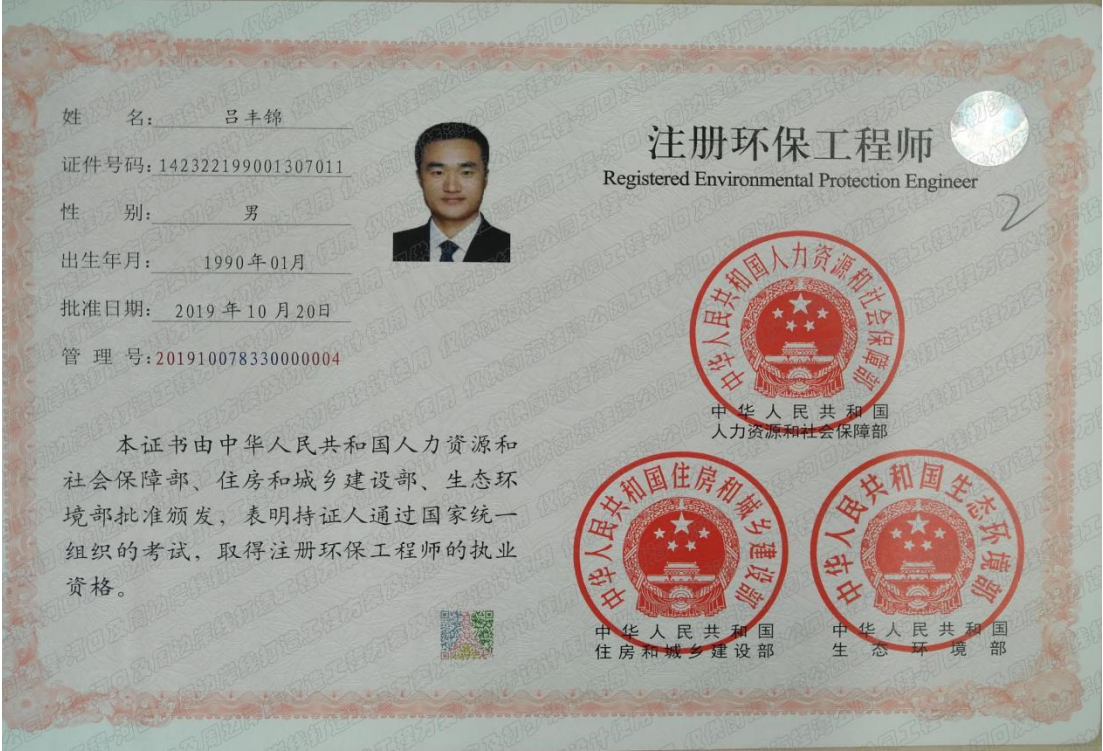 姓 名: 吕丰锦
证件号码: 142322199001307011
性 别: 男
出生年月: 1990年01月
批准日期: 2019年10月20日
管 理 号: 201910078330000004
本证书由中华人民共和国人力资源和
社会保障部、住房和城乡建设部、生态环
境部批准颁发，表明持证人通过国家统一
组织的考试，取得注册环保工程师的执业
资格。
注册环保工程师
Registered Environmental Protection Engineer
2
中华人民共和国人力资源和社会保障部
中华人民共和国
人力资源和社会保障部
中华人民共和国住房和城乡建设部
中华人民共和国
住房和城乡建设部
中华人民共和国生态环境部
中华人民共和国
生态环境部